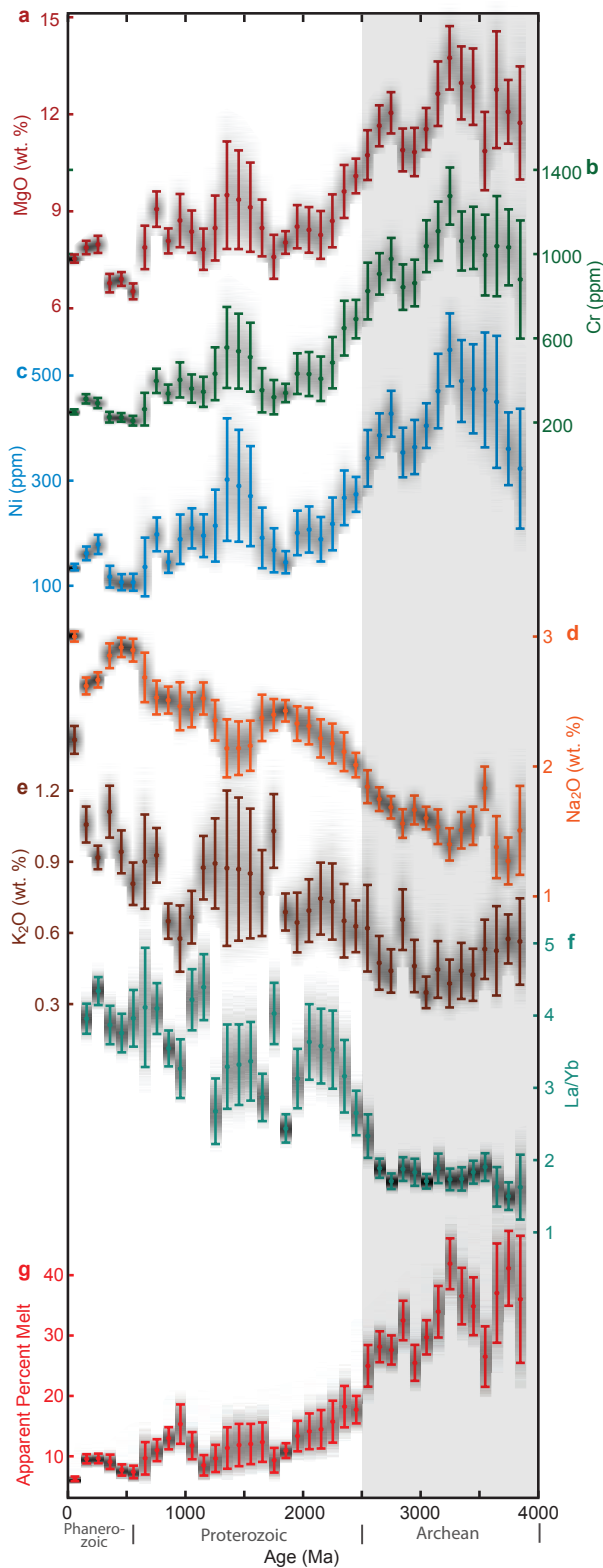 a
15
12
9
6
MgO (wt. %)
b
1400
1000
600
200
Cr (ppm)
c
500
300
100
Ni (ppm)
d
3
2
1
Na2O (wt. %)
e
1.2
0.9
0.6
0.3
K2O (wt. %)
f
5
4
3
2
1
La/Yb
g
40
30
20
10
Apparent Percent Melt
0 1000 2000 3000 4000
Phanero-
zoic
Proterozoic
Archean
Age (Ma)